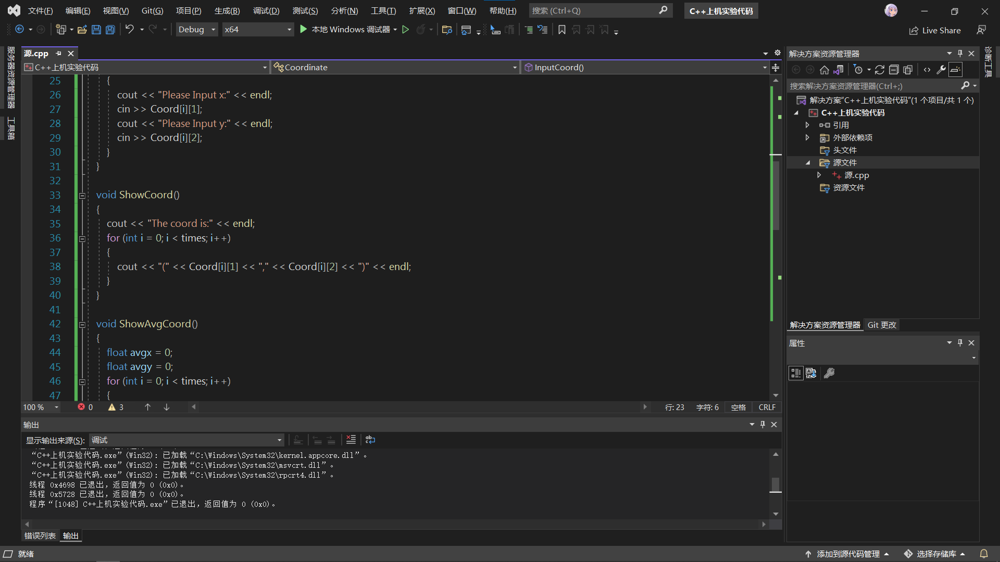 文件(F) 编辑(E) 视图(V) Git(G) 项目(P) 生成(B) 调试(D) 测试(S) 分析(N) 工具(T) 扩展(X) 窗口(W) 帮助(H) 搜索 (Ctrl+Q) C++上机实验代码
Debug x64 本地 Windows 调试器 Live Share
服务器资源管理器
工具箱
源.cpp
C++上机实验代码 Coordinate InputCoord()
25 {
26 cout << "Please Input x:" << endl;
27 cin >> Coord[i][1];
28 cout << "Please Input y:" << endl;
29 cin >> Coord[i][2];
30 }
31 }
32
33 void ShowCoord()
34 {
35 cout << "The coord is:" << endl;
36 for (int i = 0; i < times; i++)
37 {
38 cout << "(" << Coord[i][1] << "," << Coord[i][2] << ")" << endl;
39 }
40 }
41
42 void ShowAvgCoord()
43 {
44 float avgx = 0;
45 float avgy = 0;
46 for (int i = 0; i < times; i++)
47 {
100 % 0 3 行: 23 字符: 6 空格 CRLF
输出
显示输出来源(S): 调试
“C++上机实验代码.exe”(Win32): 已加载“C:\Windows\System32\kernel.appcore.dll”。
“C++上机实验代码.exe”(Win32): 已加载“C:\Windows\System32\msvcrt.dll”。
“C++上机实验代码.exe”(Win32): 已加载“C:\Windows\System32\rpcrt4.dll”。
线程 0x4698 已退出，返回值为 0 (0x0)。
线程 0x5728 已退出，返回值为 0 (0x0)。
程序“[1048] C++上机实验代码.exe”已退出，返回值为 0 (0x0)。
错误列表 输出
解决方案资源管理器
搜索解决方案资源管理器(Ctrl+;)
解决方案“C++上机实验代码”(1 个项目/共 1 个)
C++上机实验代码
引用
外部依赖项
头文件
源文件
源.cpp
资源文件
解决方案资源管理器 Git 更改
属性
诊断工具
就绪 添加到源代码管理 选择存储库